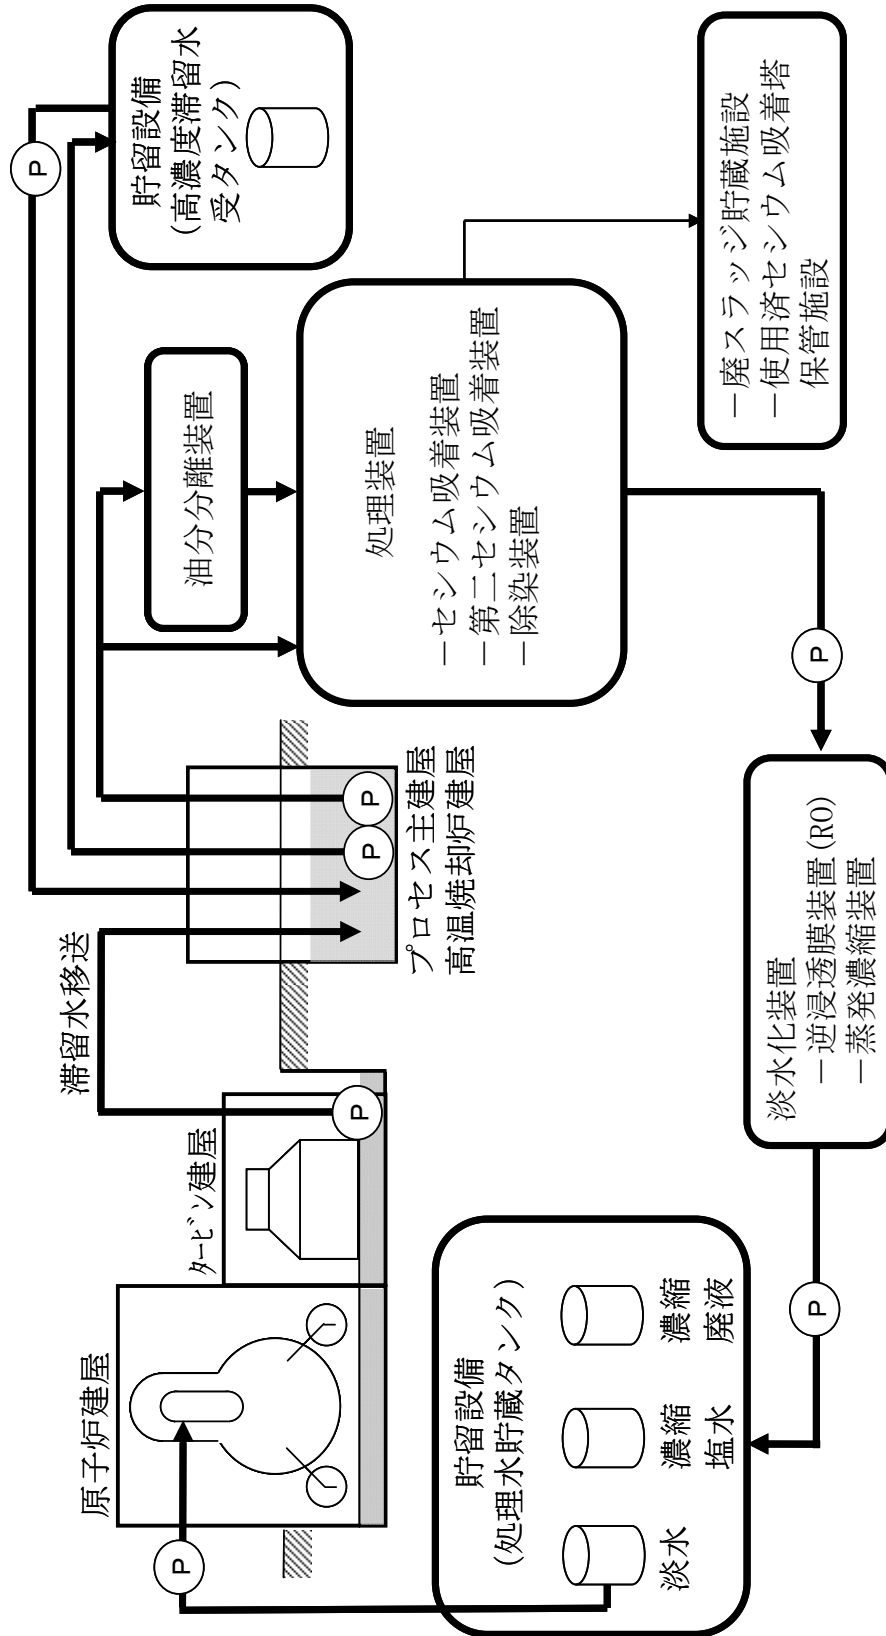 原子炉建屋
P
タービン建屋
P
滞留水移送
プロセス主建屋
高温焼却炉建屋
P
P
P
貯留設備
(高濃度滞留水
受タンク)
油分分離装置
処理装置
－セシウム吸着装置
－第二セシウム吸着装置
－除染装置
－廃スラッジ貯蔵施設
－使用済セシウム吸着塔
保管施設
P
淡水化装置
－逆浸透膜装置(RO)
－蒸発濃縮装置
P
貯留設備
(処理水貯蔵タンク)
淡水
濃縮
塩水
濃縮
廃液